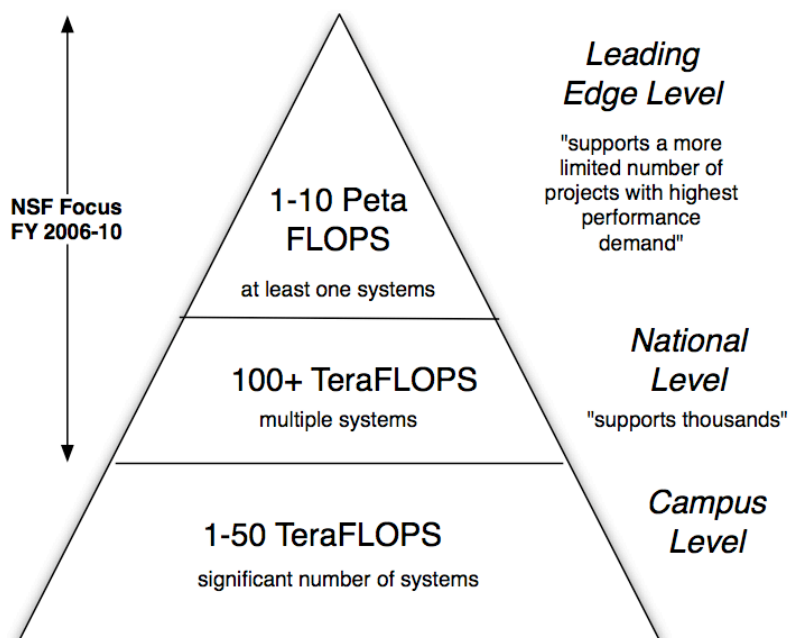 Leading
Edge Level
"supports a more
limited number of
projects with highest
performance
demand"
1-10 Peta
FLOPS
at least one systems
NSF Focus
FY 2006-10
National
Level
"supports thousands"
100+ TeraFLOPS
multiple systems
Campus
Level
1-50 TeraFLOPS
significant number of systems